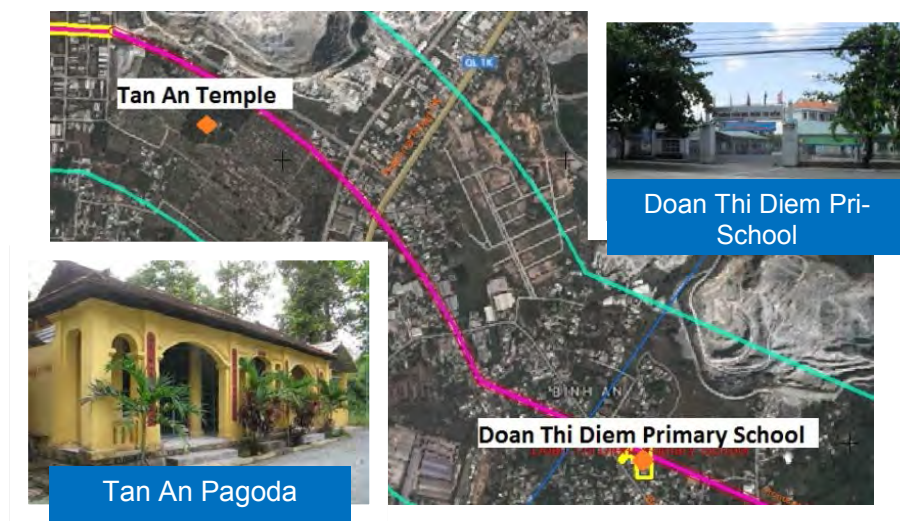 Tan An Temple
QL 1K
Doan Thi Diem Pri-
School
Tan An Pagoda
BINH AN
Doan Thi Diem Primary School